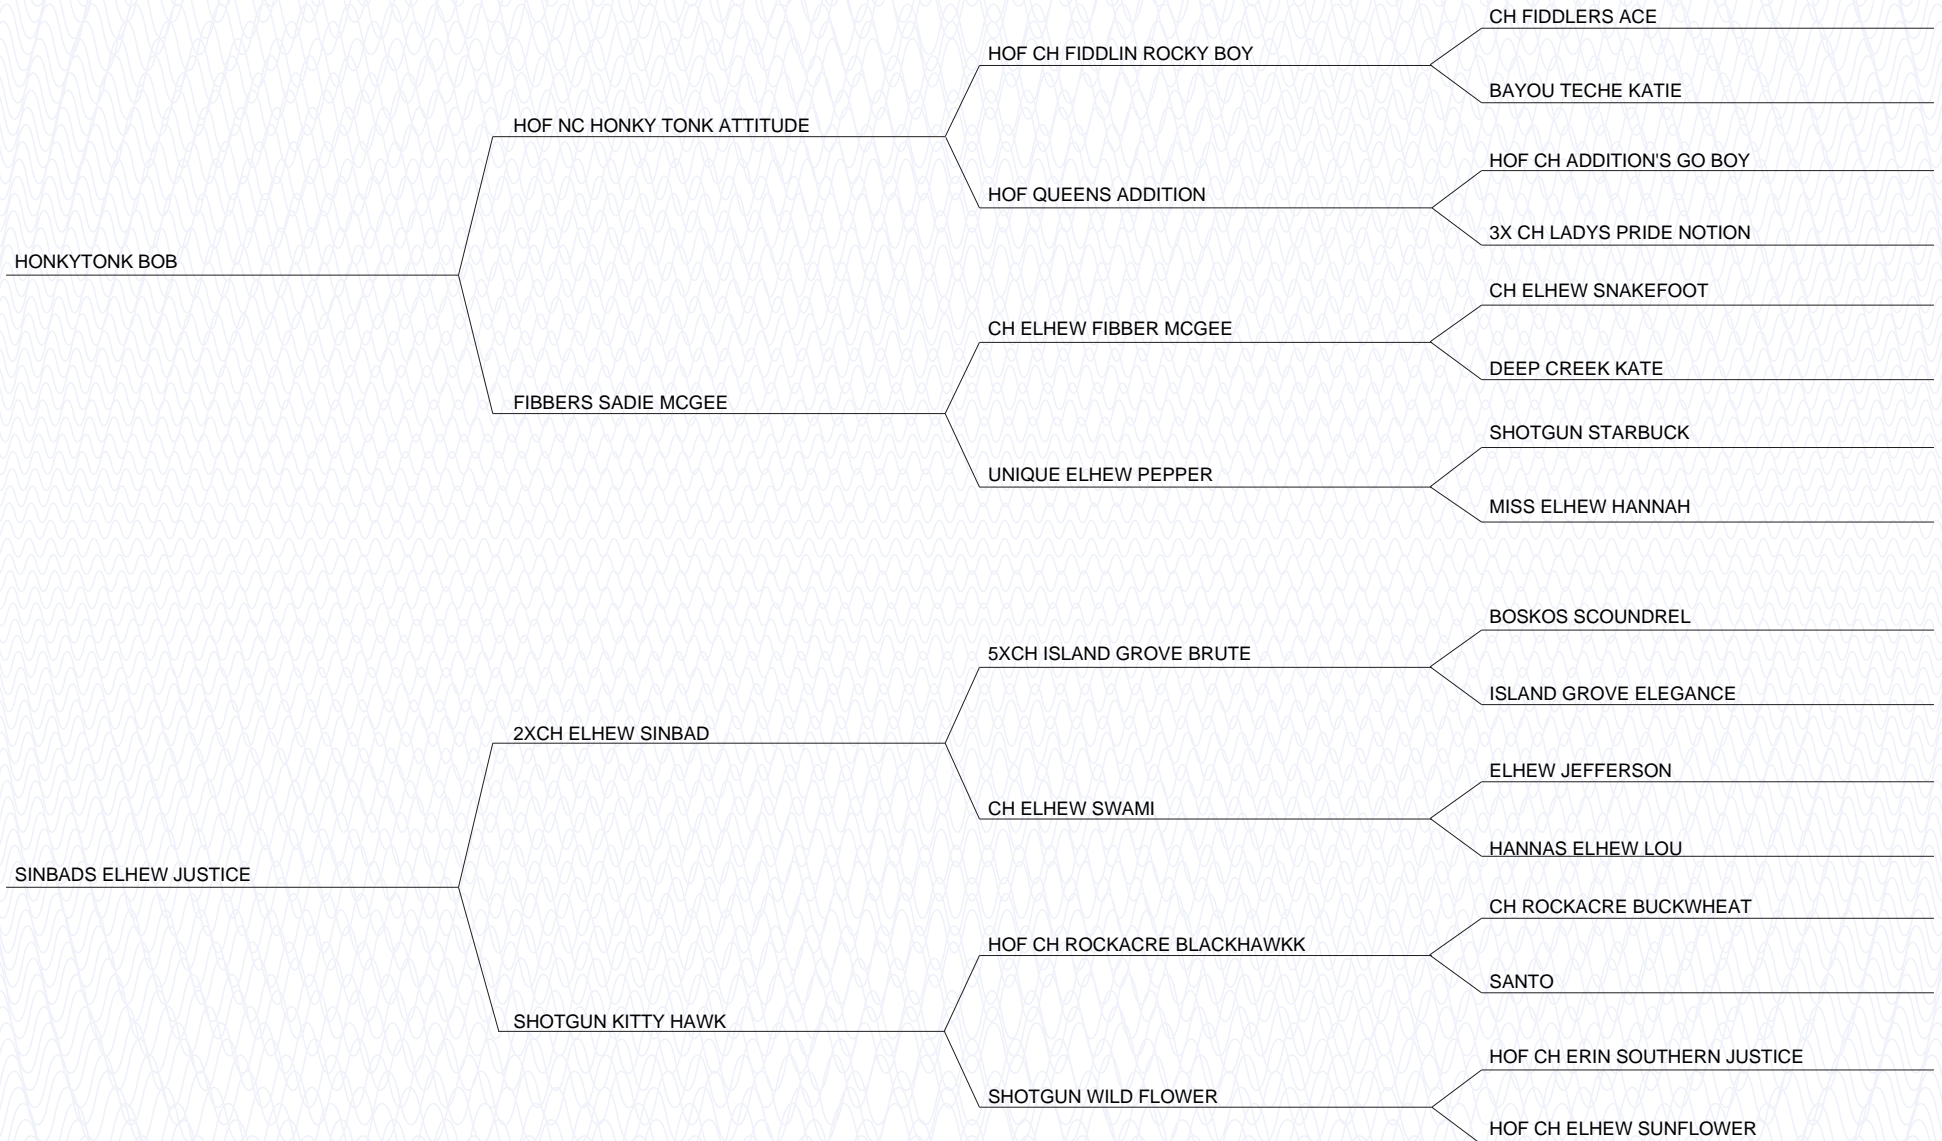 CH FIDDLERS ACE
HOF CH FIDDLIN ROCKY BOY
BAYOU TECHE KATIE
HOF NC HONKY TONK ATTITUDE
HOF CH ADDITION'S GO BOY
HOF QUEENS ADDITION
3X CH LADYS PRIDE NOTION
HONKYTONK BOB
CH ELHEW SNAKEFOOT
CH ELHEW FIBBER MCGEE
DEEP CREEK KATE
FIBBERS SADIE MCGEE
SHOTGUN STARBUCK
UNIQUE ELHEW PEPPER
MISS ELHEW HANNAH
BOSKOS SCOUNDREL
5XCH ISLAND GROVE BRUTE
ISLAND GROVE ELEGANCE
2XCH ELHEW SINBAD
ELHEW JEFFERSON
CH ELHEW SWAMI
HANNAS ELHEW LOU
SINBADS ELHEW JUSTICE
CH ROCKACRE BUCKWHEAT
HOF CH ROCKACRE BLACKHAWKK
SANTO
SHOTGUN KITTY HAWK
HOF CH ERIN SOUTHERN JUSTICE
SHOTGUN WILD FLOWER
HOF CH ELHEW SUNFLOWER